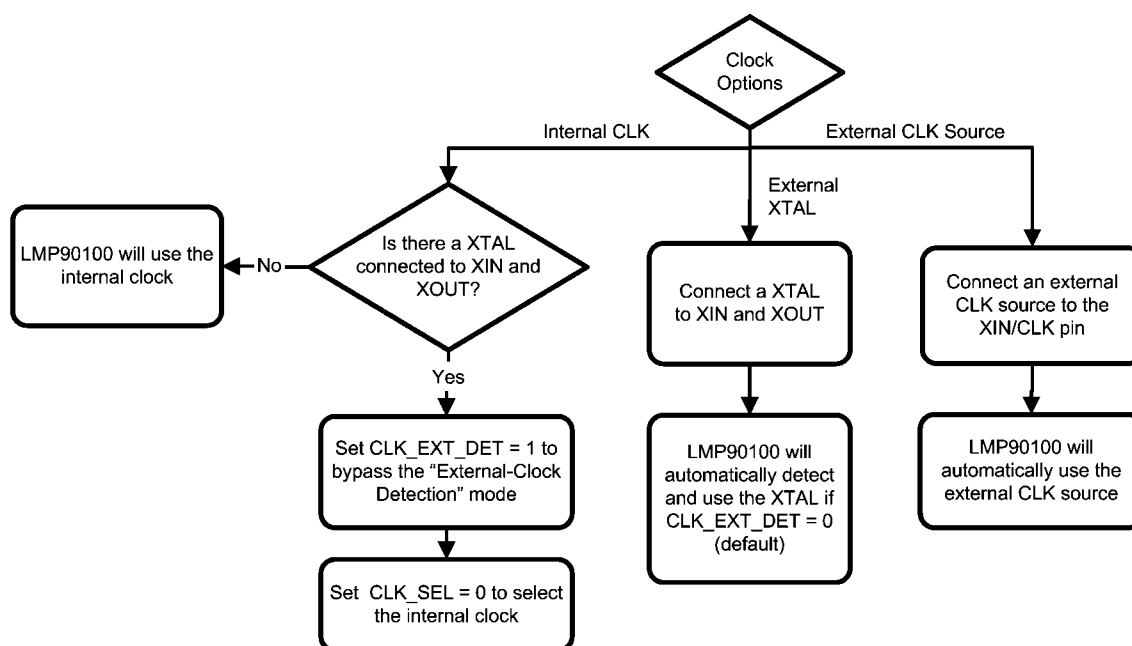 Clock
Options
Internal CLK
External CLK Source
External
XTAL
LMP90100 will use the
internal clock
No
Is there a XTAL
connected to XIN and
XOUT?
Yes
Set CLK_EXT_DET = 1 to
bypass the “External-Clock
Detection” mode
Set CLK_SEL = 0 to select
the internal clock
Connect a XTAL
to XIN and XOUT
LMP90100 will
automatically detect
and use the XTAL if
CLK_EXT_DET = 0
(default)
Connect an external
CLK source to the
XIN/CLK pin
LMP90100 will
automatically use the
external CLK source